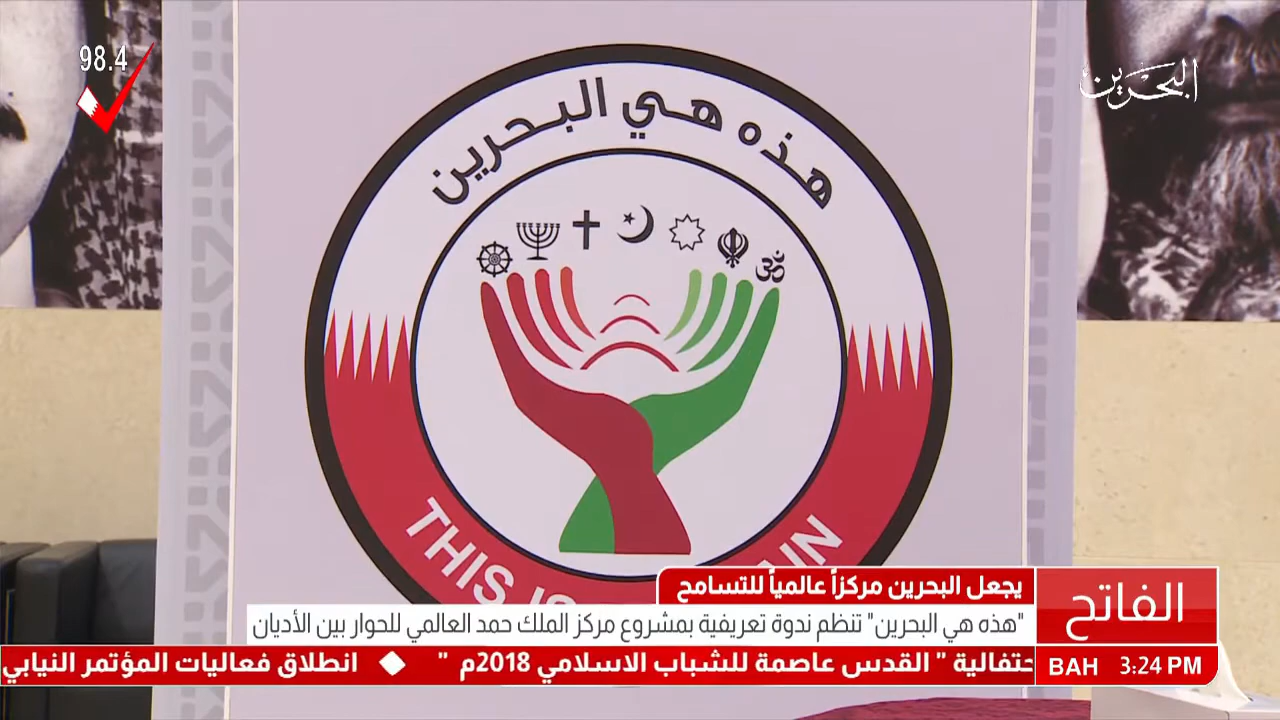 98.4
البحرين
هذه هي البحرين
THIS IS
يجعل البحرين مركزاً عالمياً للتسامح
الفاتح
"هذه هي البحرين" تنظم ندوة تعريفية بمشروع مركز الملك حمد العالمي للحوار بين الأديان
حتفالية " القدس عاصمة للشباب الاسلامي 2018م " ◆ انطلاق فعاليات المؤتمر النيابي
BAH 3:24 PM